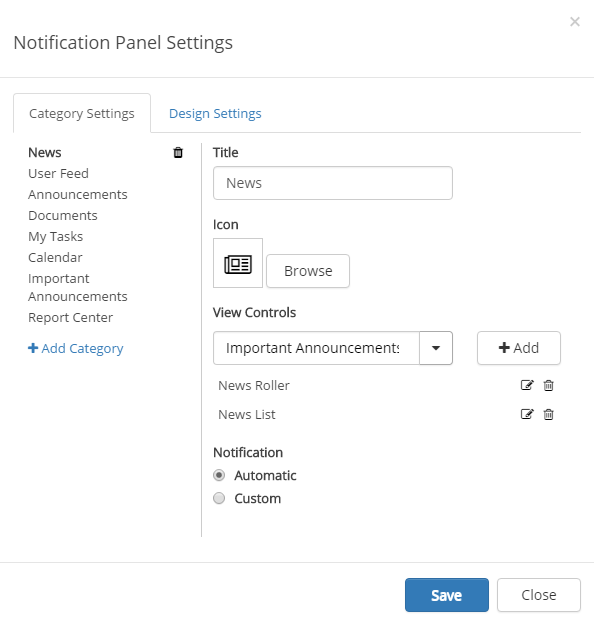 ×
Notification Panel Settings
Category Settings
Design Settings
News
User Feed
Announcements
Documents
My Tasks
Calendar
Important
Announcements
Report Center
Add Category
Title
News
Icon
Browse
View Controls
Important Announcements
Add
News Roller
News List
Notification
Automatic
Custom
Save
Close